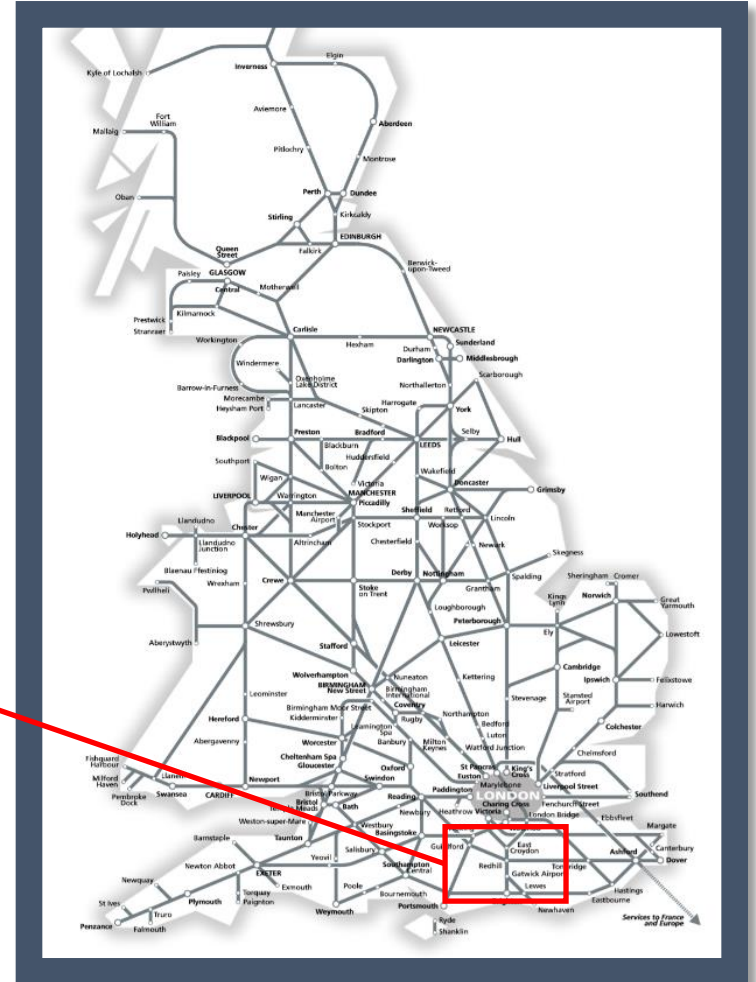 Elgin
Inverness
Kyle of Lochalsh
Aviemore
Fort
William
Aberdeen
Mallaig
Pitlochry
Montrose
Perth
Dundee
Oban
Stirling
Kirkcaldy
EDINBURGH
Queen
Street
Falkirk
Berwick-
upon-Tweed
Paisley
GLASGOW
Central
Motherwell
Prestwick
Kilmarnock
Stranraer
Carlisle
NEWCASTLE
Workington
Hexham
Sunderland
Durham
Windermere
Darlington
Middlesbrough
Oxenholme
Lake District
Scarborough
Barrow-in-Furness
Northallerton
Morecambe
Heysham Port
Lancaster
Harrogate
Skipton
York
Blackpool
Preston
Bradford
Selby
Hull
Blackburn
LEEDS
Southport
Huddersfield
Bolton
Wakefield
Wigan
Victoria
Doncaster
MANCHESTER
Piccadilly
Grimsby
LIVERPOOL
Warrington
Sheffield
Retford
Manchester
Airport
Lincoln
Llandudno
Stockport
Worksop
Chester
Holyhead
Llandudno
Junction
Altrincham
Chesterfield
Newark
Skegness
Blaenau Ffestiniog
Derby
Nottingham
Sheringham
Cromer
Pwllheli
Wrexham
Crewe
Stoke
on Trent
Grantham
Spalding
Kings
Lynn
Norwich
Great
Yarmouth
Loughborough
Peterborough
Shrewsbury
Ely
Lowestoft
Aberystwyth
Stafford
Leicester
Cambridge
Wolverhampton
BIRMINGHAM
New Street
Nuneaton
Kettering
Ipswich
Felixstowe
Birmingham
International
Leominster
Stevenage
Stansted
Airport
Birmingham Moor Street
Coventry
Harwich
Hereford
Kidderminster
Rugby
Northampton
Leamington
Spa
Bedford
Colchester
Abergavenny
Worcester
Banbury
Milton
Keynes
Luton
Cheltenham Spa
Watford Junction
Chelmsford
Fishguard
Harbour
Gloucester
Oxford
St Pancras
King's
Cross
Milford
Haven
Llanelli
Swindon
Euston
Stratford
Newport
Marylebone
Liverpool Street
Pembroke
Dock
Swansea
CARDIFF
Bristol Parkway
Reading
Paddington
LONDON
Southend
Bristol
Temple Meads
Bath
Charing Cross
Fenchurch Street
Newbury
Heathrow
Victoria
London Bridge
Weston-super-Mare
Ebbsfleet
Westbury
Margate
Barnstaple
Basingstoke
Taunton
Salisbury
Guildford
East
Croydon
Canterbury
Yeovil
Ashford
Dover
Newton Abbot
Redhill
Tonbridge
EXETER
Southampton
Central
Gatwick Airport
Newquay
Exmouth
Poole
Lewes
Torquay
Paignton
Bournemouth
Hastings
St Ives
Plymouth
Eastbourne
Truro
Weymouth
Portsmouth
Newhaven
Penzance
Falmouth
Ryde
Shanklin
Services to France
and Europe